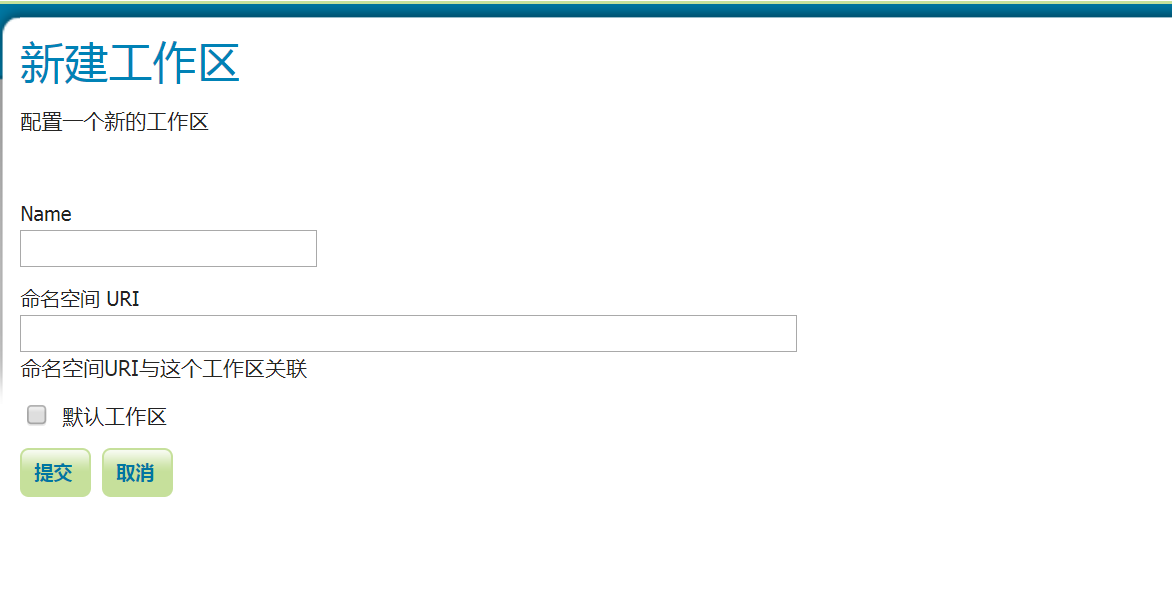 新建工作区
配置一个新的工作区
Name
命名空间 URI
命名空间URI与这个工作区关联
默认工作区
提交 取消